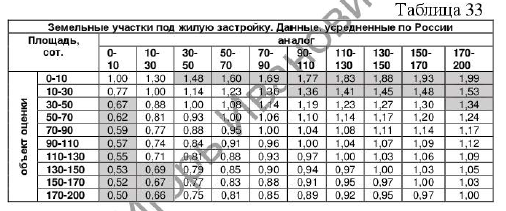 Таблица 33
Земельные участки под жилую застройку. Данные, усредненные по России
Площадь, сот. аналог
0-10 10-30 30-50 50-70 70-90 90-110 110-130 130-150 150-170 170-200
объект оценки
0-10 1,00 1,30 1,48 1,60 1,69 1,77 1,83 1,88 1,93 1,99
10-30 0,77 1,00 1,14 1,23 1,30 1,36 1,41 1,45 1,48 1,53
30-50 0,67 0,88 1,00 1,08 1,14 1,19 1,23 1,27 1,30 1,34
50-70 0,62 0,81 0,93 1,00 1,06 1,10 1,14 1,17 1,20 1,24
70-90 0,59 0,77 0,88 0,95 1,00 1,04 1,08 1,11 1,14 1,17
90-110 0,57 0,74 0,84 0,91 0,96 1,00 1,04 1,07 1,09 1,12
110-130 0,55 0,71 0,81 0,88 0,93 0,97 1,00 1,03 1,06 1,09
130-150 0,53 0,69 0,79 0,85 0,90 0,94 0,97 1,00 1,03 1,05
150-170 0,52 0,67 0,77 0,83 0,88 0,91 0,95 0,97 1,00 1,03
170-200 0,50 0,66 0,75 0,81 0,85 0,89 0,92 0,95 0,97 1,00